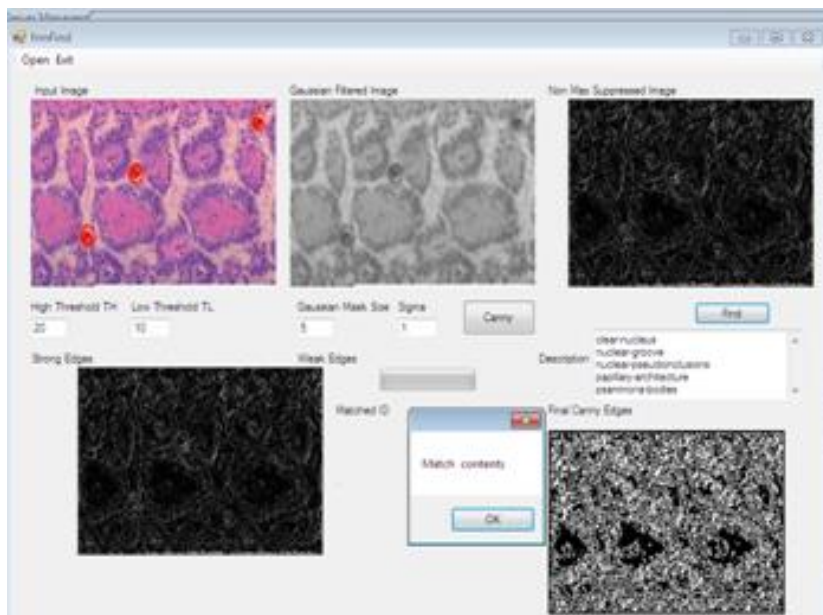 frmFind
Open Exit
Input Image
Gaussian Filtered Image
Non Max Suppressed Image
High Threshold TH
Low Threshold TL
Gaussian Mask Size
Sigma
20
10
5
1
Canny
Find
Strong Edges
Weak Edges
Description
clear-nucleus
nuclear-groove
nuclear-pseudoinclusions
papillary-architecture
psammoma-bodies
Matched ID
Final Canny Edges
Match contents
OK